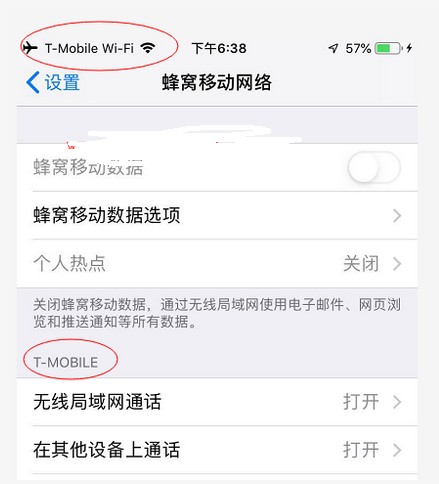 T-Mobile Wi-Fi 下午6:38 57%
设置 蜂窝移动网络
蜂窝移动数据
蜂窝移动数据选项
个人热点 关闭
关闭蜂窝移动数据，通过无线局域网使用电子邮件、网页浏
览和推送通知等所有数据。
T-MOBILE
无线局域网通话 打开
在其他设备上通话 打开